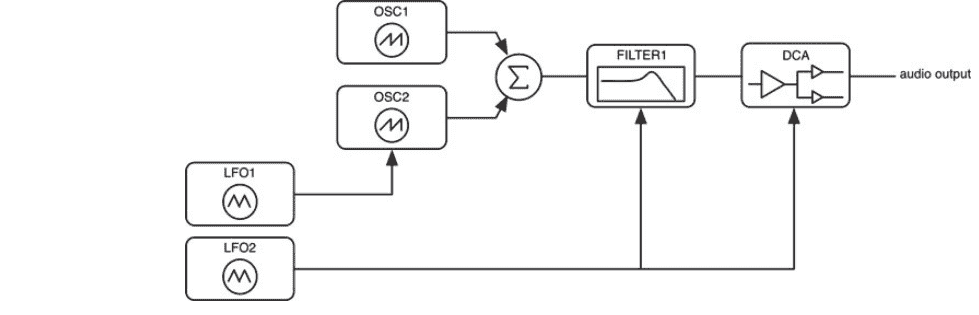 OSC1
OSC2
LFO1
LFO2
Σ
FILTER1
DCA
audio output